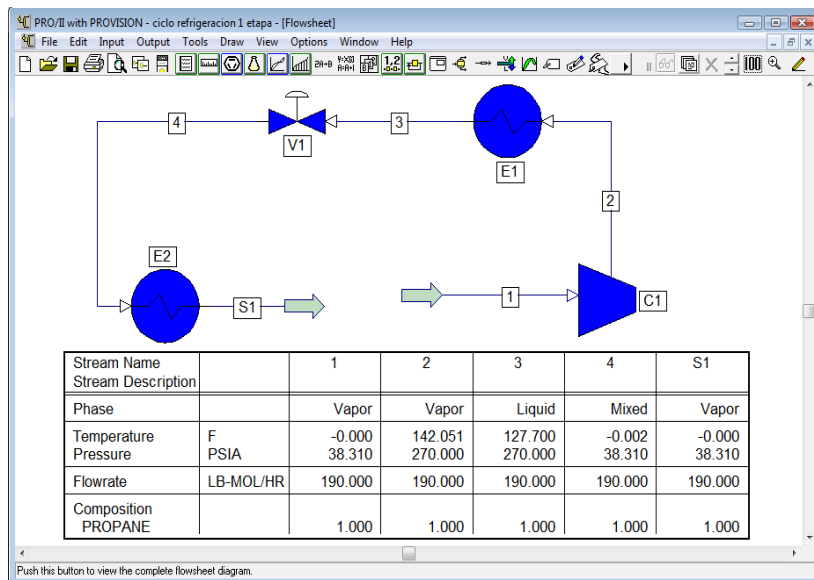 PRO/II with PROVISION - ciclo refrigeracion 1 etapa - [Flowsheet]
File Edit Input Output Tools Draw View Options Window Help
4
V1
3
E1
2
E2
S1
1
C1
Stream Name 1 2 3 4 S1
Stream Description
Phase Vapor Vapor Liquid Mixed Vapor
Temperature F -0.000 142.051 127.700 -0.002 -0.000
Pressure PSIA 38.310 270.000 270.000 38.310 38.310
Flowrate LB-MOL/HR 190.000 190.000 190.000 190.000 190.000
Composition
PROPANE 1.000 1.000 1.000 1.000 1.000
Push this button to view the complete flowsheet diagram.